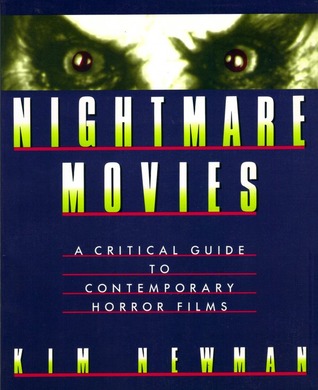 NIGHTMARE
MOVIES
A CRITICAL GUIDE
TO
CONTEMPORARY
HORROR FILMS
KIM NEWMAN